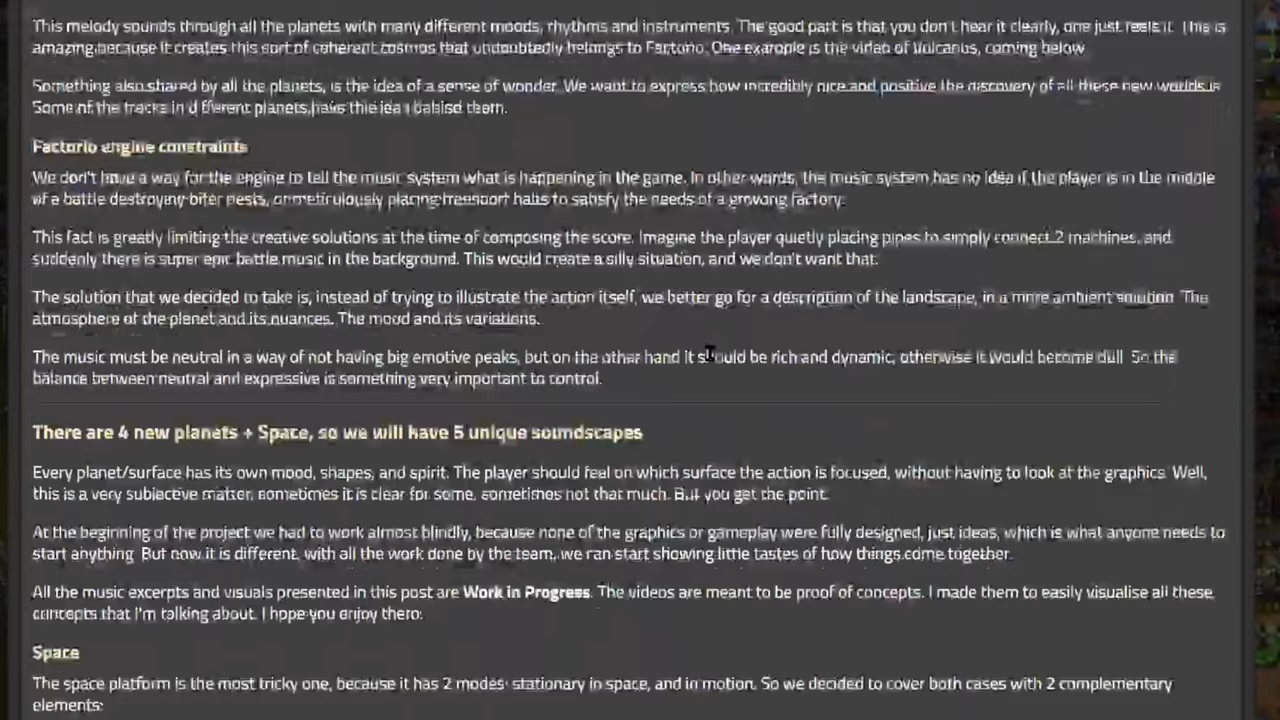 This melody sounds through all the planets with many different moods, rhythms and instruments. The good part is that you don't hear it clearly, one just feels it. This is
amazing because it creates this sort of coherent cosmos that undoubtedly belongs to Factorio. One example is the video of Vulcanus, coming below.
Something also shared by all the planets, is the idea of a sense of wonder. We want to express how incredibly nice and positive the discovery of all these new worlds is.
Some of the tracks in different planets have this idea behind them.
Factorio engine constraints
We don't have a way for the engine to tell the music system what is happening in the game. In other words, the music system has no idea if the player is in the middle
of a battle destroying biter nests, or meticulously placing transport belts to satisfy the needs of a growing factory.
This fact is greatly limiting the creative solutions at the time of composing the score. Imagine the player quietly placing pipes to simply connect 2 machines, and
suddenly there is super epic battle music in the background. This would create a silly situation, and we don't want that.
The solution that we decided to take is, instead of trying to illustrate the action itself, we better go for a description of the landscape, in a more ambient solution. The
atmosphere of the planet and its nuances. The mood and its variations.
The music must be neutral in a way of not having big emotive peaks, but on the other hand it should be rich and dynamic, otherwise it would become dull. So the
balance between neutral and expressive is something very important to control.
There are 4 new planets + Space, so we will have 5 unique soundscapes
Every planet/surface has its own mood, shapes, and spirit. The player should feel on which surface the action is focused, without having to look at the graphics. Well,
this is a very subjective matter, sometimes it is clear for some, sometimes not that much. But you get the point.
At the beginning of the project we had to work almost blindly, because none of the graphics or gameplay were fully designed, just ideas, which is what anyone needs to
start anything. But now it is different, with all the work done by the team, we can start showing little tastes of how things come together.
All the music excerpts and visuals presented in this post are Work in Progress. The videos are meant to be proof of concepts. I made them to easily visualise all these
concepts that I'm talking about. I hope you enjoy them.
Space
The space platform is the most tricky one, because it has 2 modes: stationary in space, and in motion. So we decided to cover both cases with 2 complementary
elements: